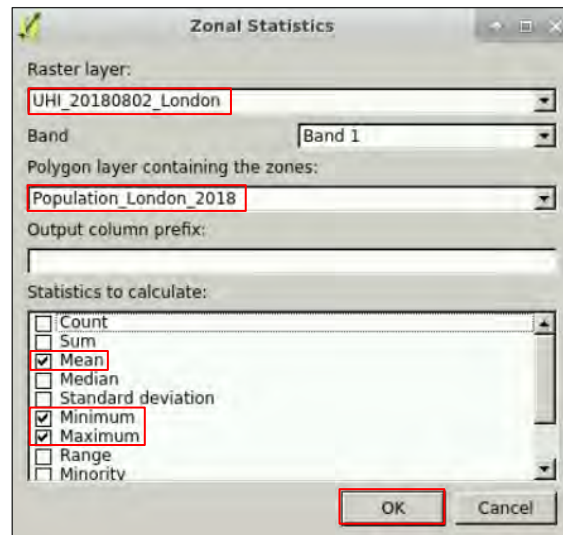 Zonal Statistics
Raster layer:
UHI_20180802_London
Band Band 1
Polygon layer containing the zones:
Population_London_2018
Output column prefix:
Statistics to calculate:
Count
Sum
Mean
Median
Standard deviation
Minimum
Maximum
Range
Minority
OK Cancel